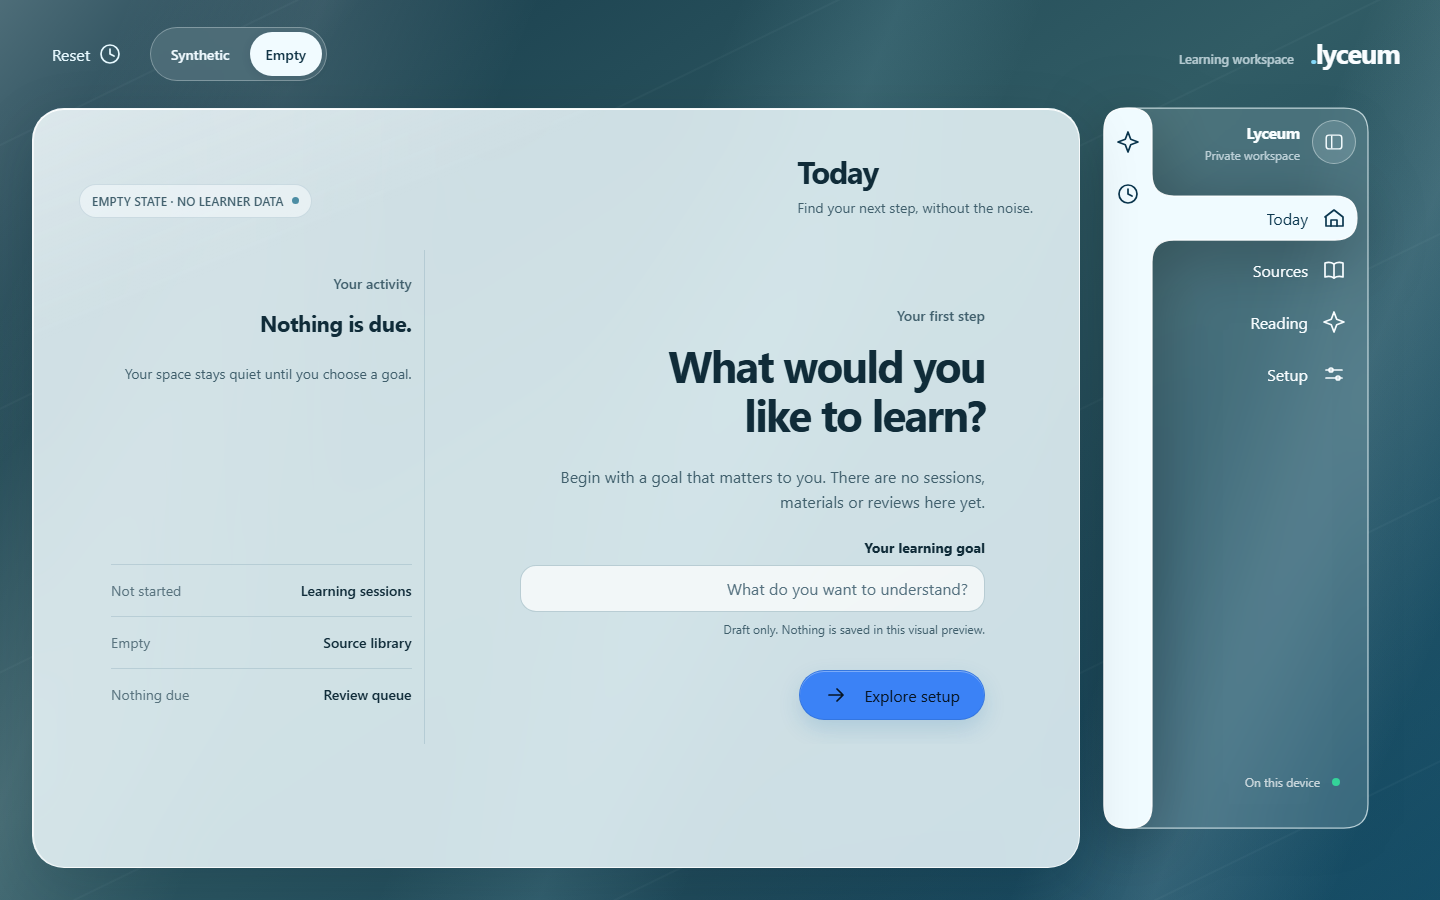 Reset
Synthetic
Empty
Learning workspace
.lyceum
Today
Find your next step, without the noise.
EMPTY STATE · NO LEARNER DATA
Your activity
Nothing is due.
Your space stays quiet until you choose a goal.
Not started
Learning sessions
Empty
Source library
Nothing due
Review queue
Your first step
What would you
like to learn?
Begin with a goal that matters to you. There are no sessions,
materials or reviews here yet.
Your learning goal
What do you want to understand?
Draft only. Nothing is saved in this visual preview.
Explore setup
Lyceum
Private workspace
Today
Sources
Reading
Setup
On this device